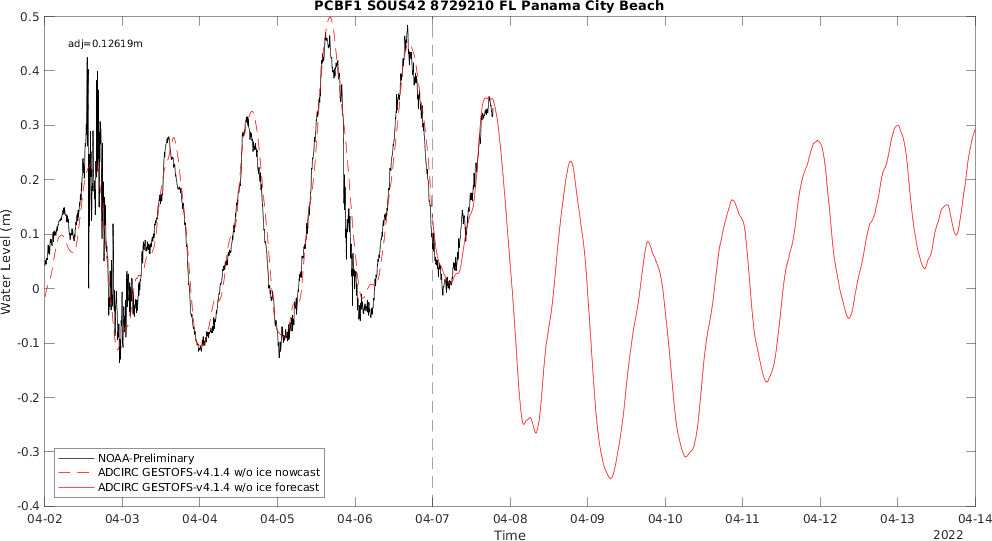 PCBF1 SOUS42 8729210 FL Panama City Beach
adj=0.12619m
Water Level (m)
0.5
0.4
0.3
0.2
0.1
0
-0.1
-0.2
-0.3
-0.4
NOAA-Preliminary
ADCIRC GESTOFS-v4.1.4 w/o ice nowcast
ADCIRC GESTOFS-v4.1.4 w/o ice forecast
04-02 04-03 04-04 04-05 04-06 04-07 04-08 04-09 04-10 04-11 04-12 04-13 04-14
Time
2022